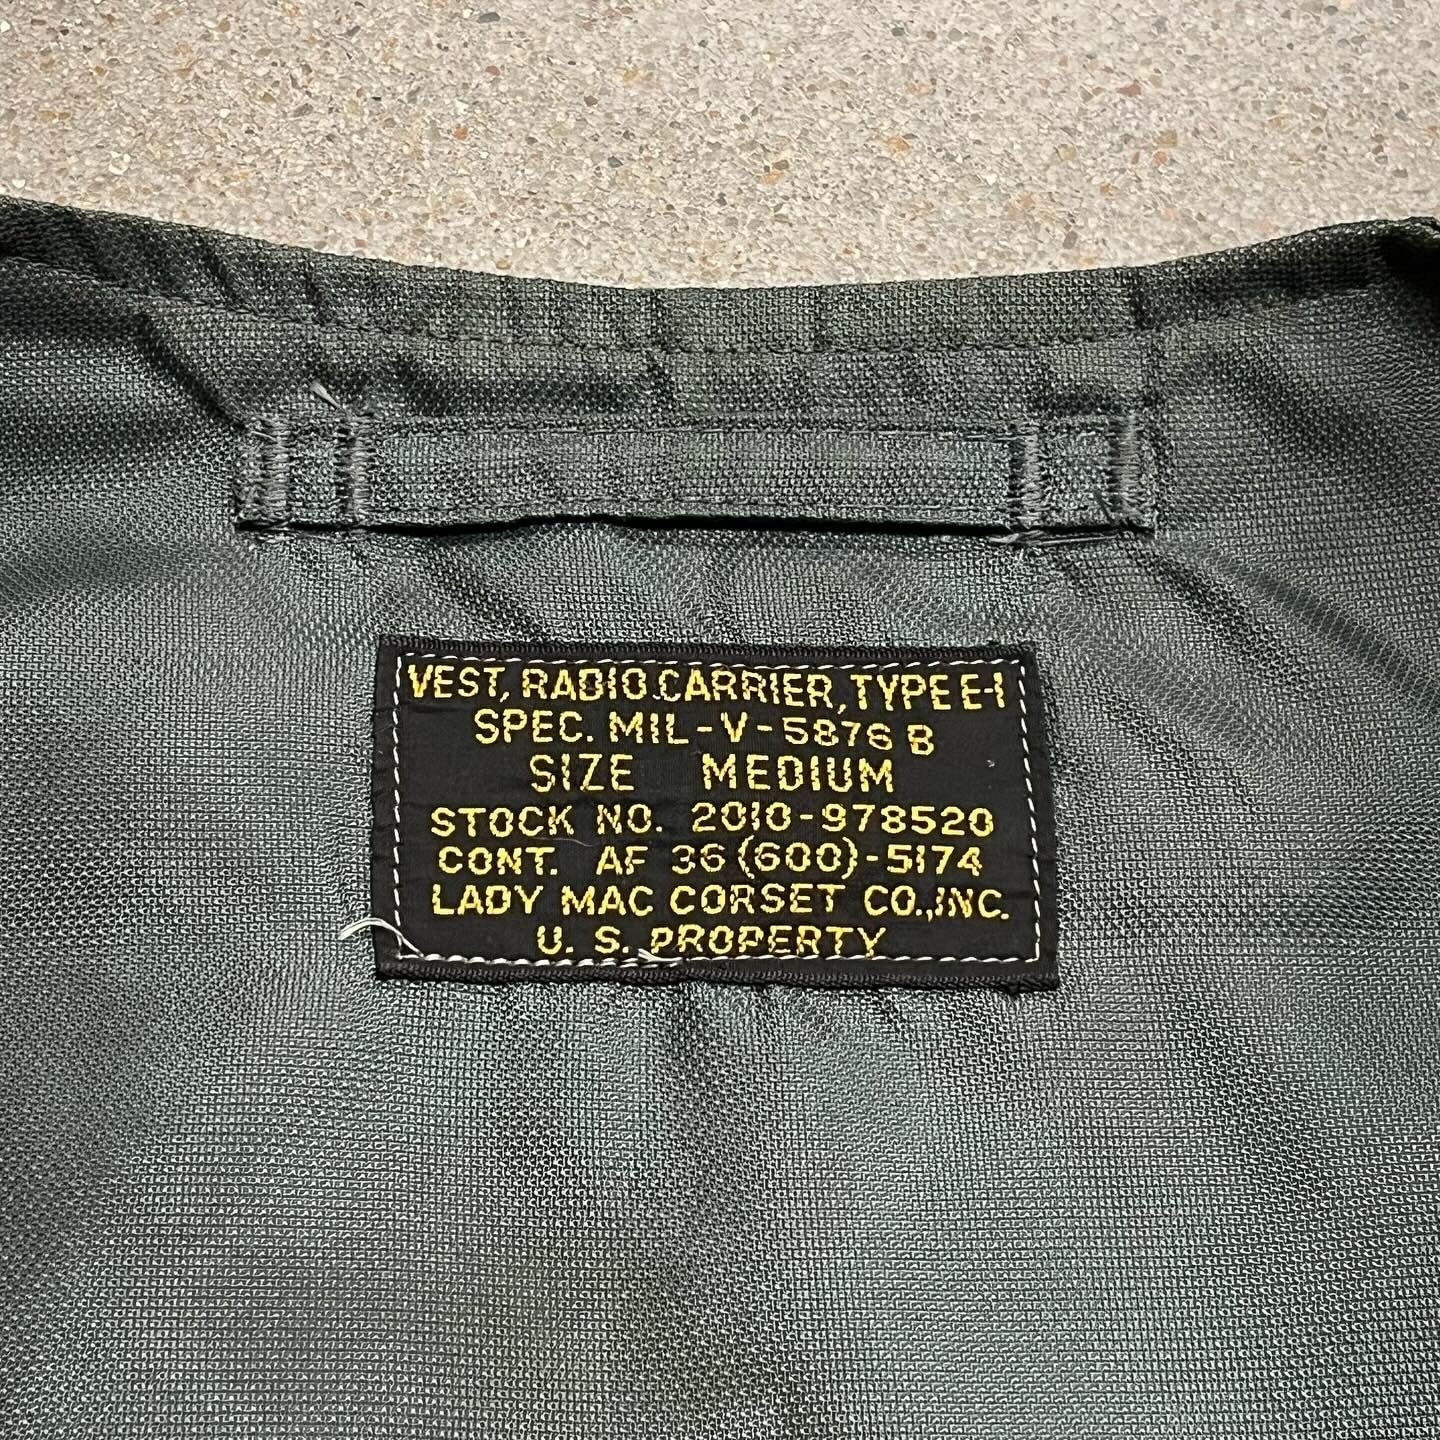 VEST, RADIO CARRIER, TYPE E-1
SPEC. MIL-V-5876 B
SIZE MEDIUM
STOCK NO. 2010-978520
CONT. AF 36(600)-5174
LADY MAC CORSET CO., INC.
U. S. PROPERTY